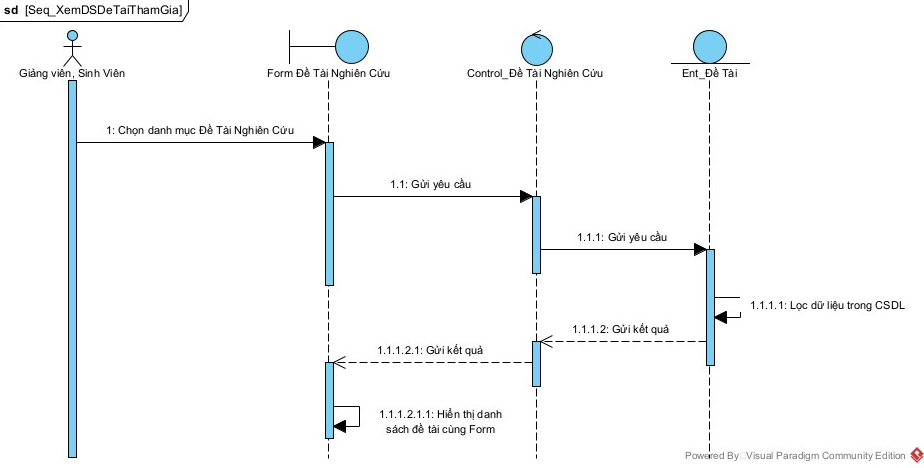 sd [Seq_XemDSDeTaiThamGia]
Giảng viên, Sinh Viên
Form Đề Tài Nghiên Cứu
Control_Đề Tài Nghiên Cứu
Ent_Đề Tài
1: Chọn danh mục Đề Tài Nghiên Cứu
1.1: Gửi yêu cầu
1.1.1: Gửi yêu cầu
1.1.1.1: Lọc dữ liệu trong CSDL
1.1.1.2: Gửi kết quả
1.1.1.2.1: Gửi kết quả
1.1.1.2.1.1: Hiển thị danh
sách đề tài cùng Form
Powered By Visual Paradigm Community Edition